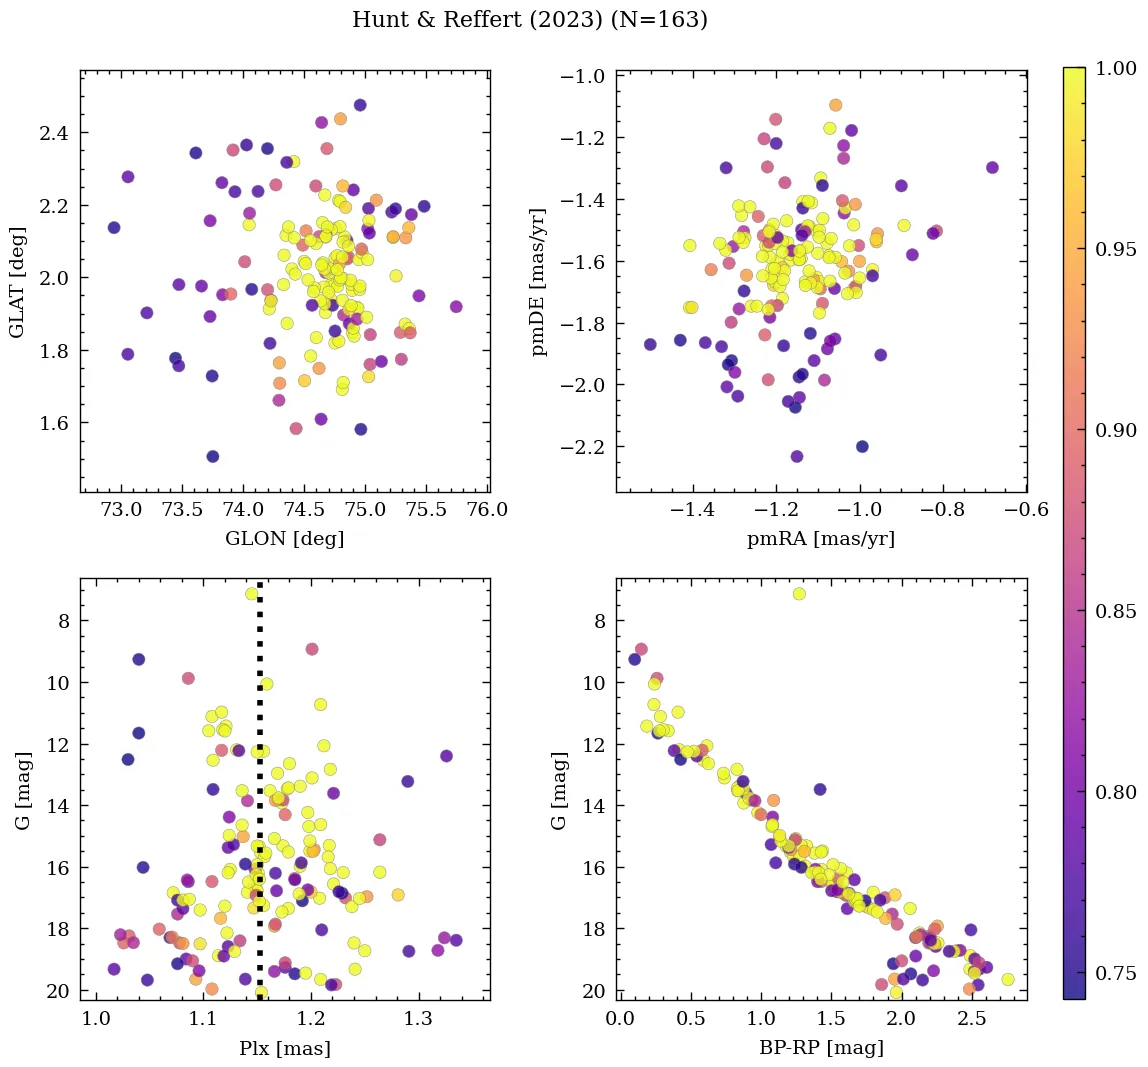 Hunt & Reffert (2023) (N=163)
2.4
2.2
2.0
1.8
1.6
GLAT [deg]
73.0 73.5 74.0 74.5 75.0 75.5 76.0
GLON [deg]
−1.0
−1.2
−1.4
−1.6
−1.8
−2.0
−2.2
pmDE [mas/yr]
−1.4 −1.2 −1.0 −0.8 −0.6
pmRA [mas/yr]
8
10
12
14
16
18
20
G [mag]
1.0 1.1 1.2 1.3
Plx [mas]
8
10
12
14
16
18
20
G [mag]
0.0 0.5 1.0 1.5 2.0 2.5
BP-RP [mag]
1.00
0.95
0.90
0.85
0.80
0.75